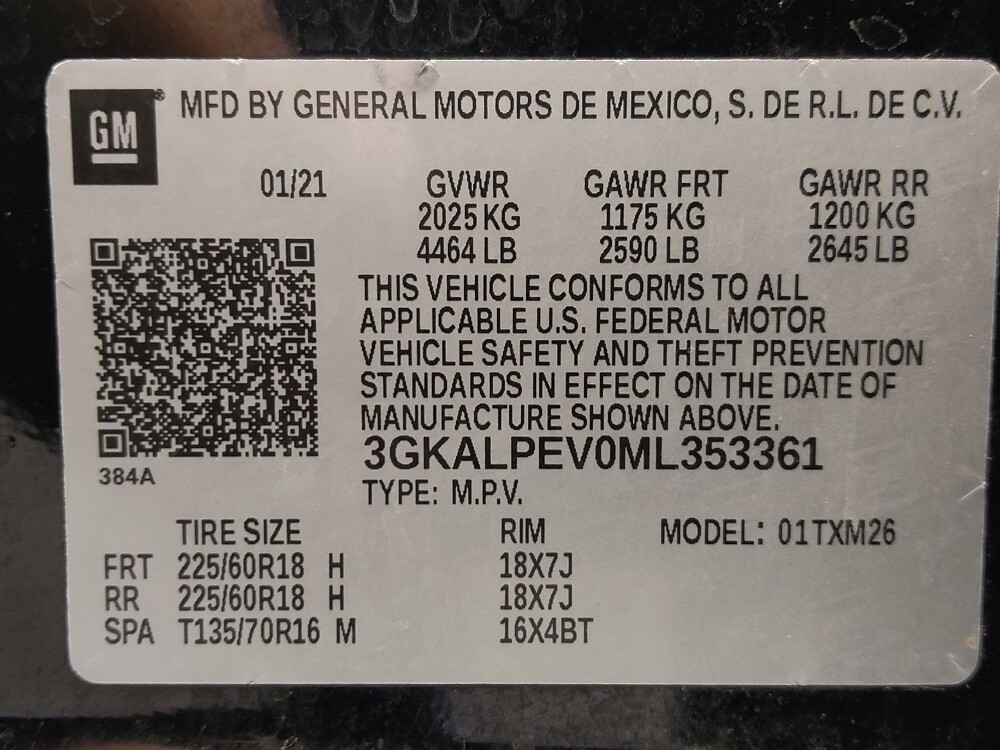 GM® MFD BY GENERAL MOTORS DE MEXICO, S. DE R.L. DE C.V.
01/21 GVWR GAWR FRT GAWR RR
2025 KG 1175 KG 1200 KG
4464 LB 2590 LB 2645 LB
THIS VEHICLE CONFORMS TO ALL
APPLICABLE U.S. FEDERAL MOTOR
VEHICLE SAFETY AND THEFT PREVENTION
STANDARDS IN EFFECT ON THE DATE OF
MANUFACTURE SHOWN ABOVE.
3GKALPEV0ML353361
384A
TYPE: M.P.V.
TIRE SIZE RIM MODEL: 01TXM26
FRT 225/60R18 H 18X7J
RR 225/60R18 H 18X7J
SPA T135/70R16 M 16X4BT